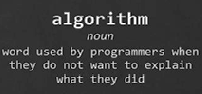 algorithm
noun
word used by programmers when
they do not want to explain
what they did